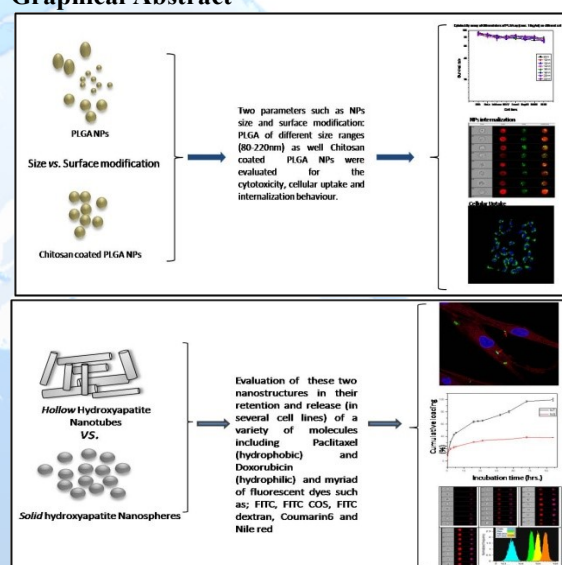 Graphical Abstract
PLGA NPs
Size vs. Surface modification
Chitosan coated PLGA NPs
Two parameters such as NPs
size and surface modification:
PLGA of different size ranges
(80-220nm) as well Chitosan
coated PLGA NPs were
evaluated for the
cytotoxity, cellular uptake and
internalization behaviour.
NPs internalization
Cellular Uptake
Hollow Hydroxyapatite
Nanotubes
VS.
Solid hydroxyapatite Nanospheres
Evaluation of these two
nanostructures in their
retention and release (in
several cell lines) of a
variety of molecules
including Paclitaxel
(hydrophobic) and
Doxorubicin
(hydrophilic) and myriad
of fluorescent dyes such
as; FITC, FITC COS, FITC
dextran, Coumarin6 and
Nile red
Cumulative loading
(%)
Incubation time (hrs.)